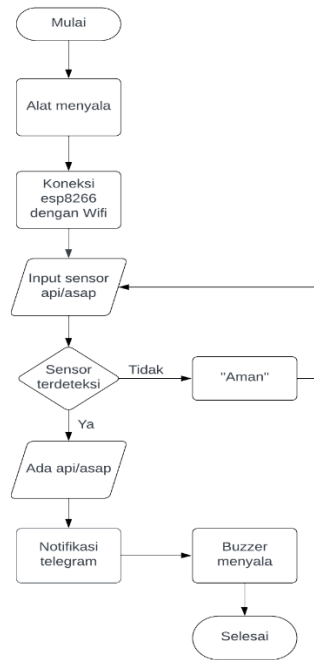 Mulai
Alat menyala
Koneksi
esp8266
dengan Wifi
Input sensor
api/asap
Sensor
terdeteksi
Tidak
"Aman"
Ya
Ada api/asap
Notifikasi
telegram
Buzzer
menyala
Selesai